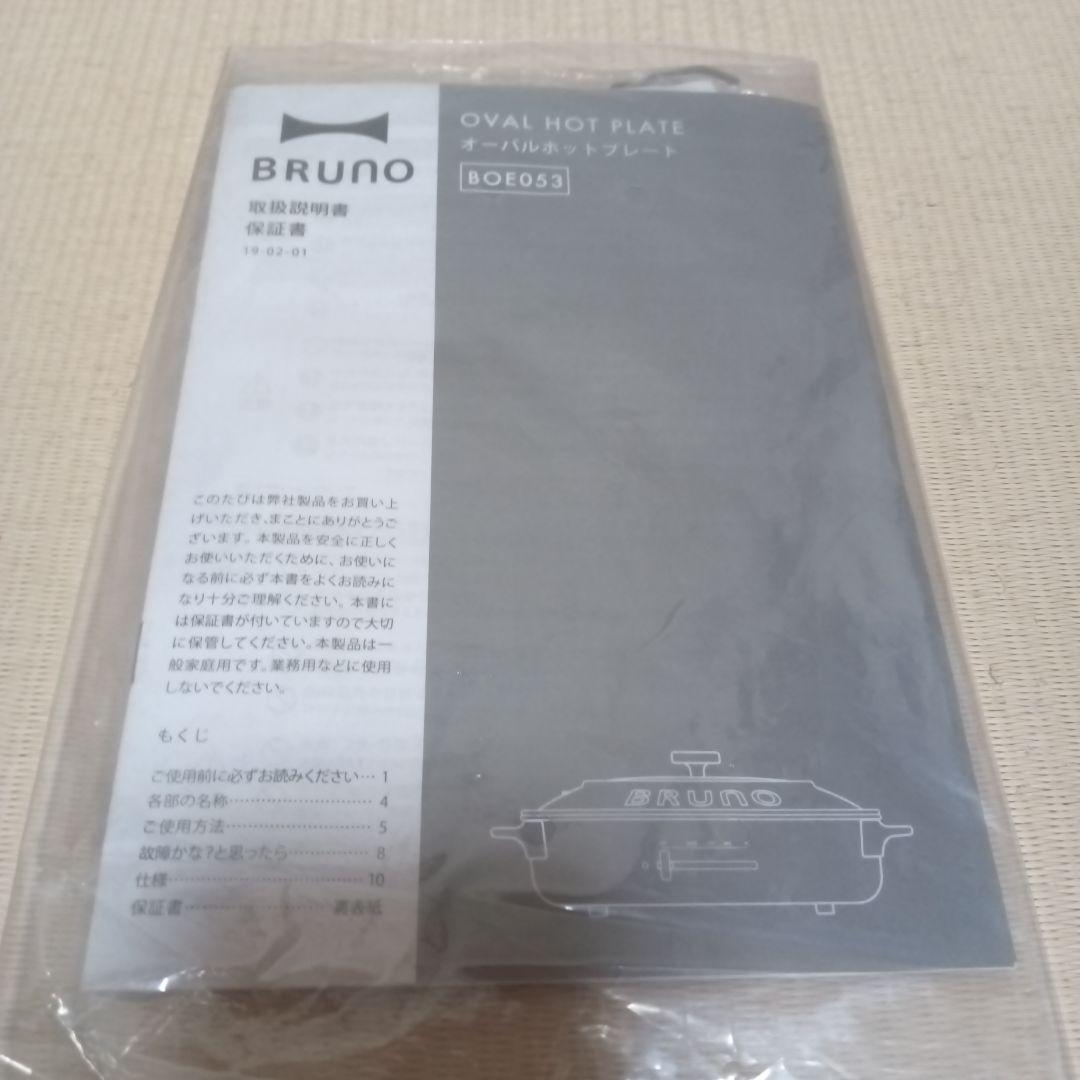 BRUNO
取扱説明書
保証書
19-02-01
OVAL HOT PLATE
オーバルホットプレート
BOE053
このたびは弊社製品をお買い上
げいただき、まことにありがとうご
ざいます。本製品を安全に正しく
お使いいただくために、お使いに
なる前に必ず本書をよくお読みに
なり十分ご理解ください。本書に
は保証書が付いていますので大切
に保管してください。本製品は一
般家庭用です。業務用などに使用
しないでください。
もくじ
ご使用前に必ずお読みください… 1
各部の名称……………………… 4
ご使用方法……………………… 5
故障かな?と思ったら…………… 8
仕様……………………………… 10
保証書……………………… 裏表紙
BRUNO